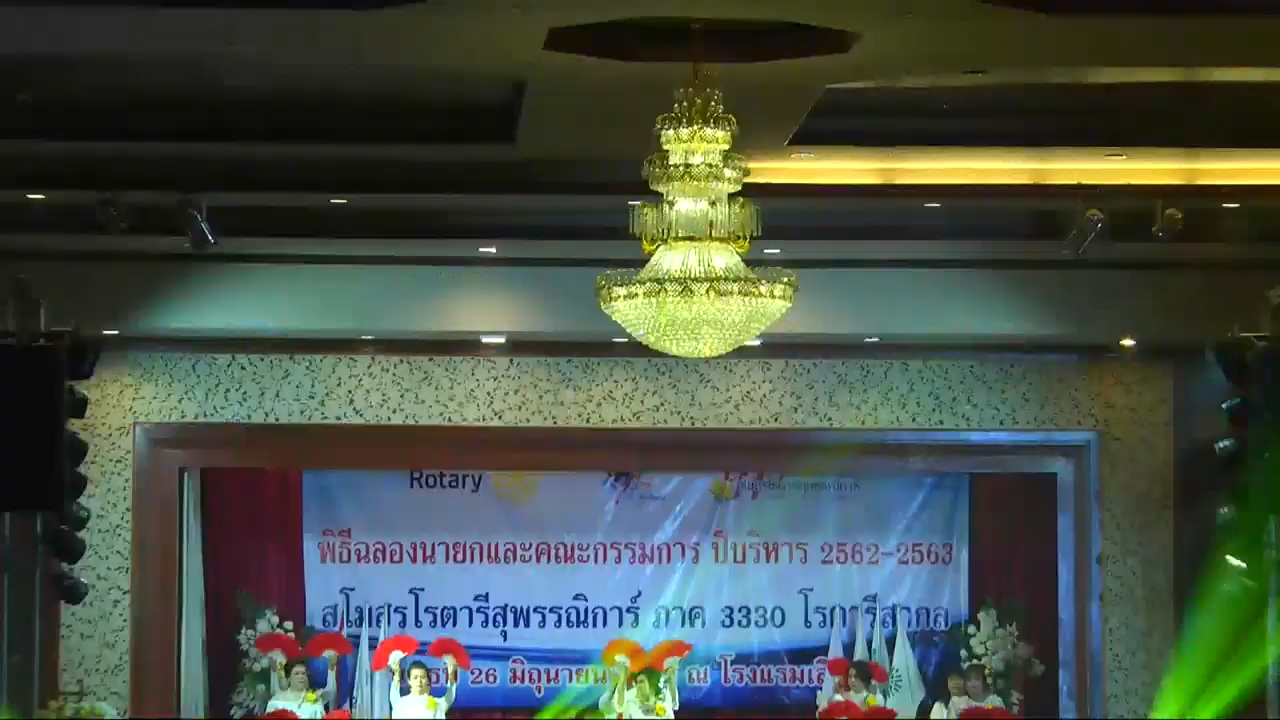 Rotary
พิธีฉลองนายกและคณะกรรมการ ปีบริหาร 2562-2563
สโมสรโรตารีสุพรรณิการ์ ภาค 3330 โรตารีสากล
26 มิถุนายน ณ โรงแรม